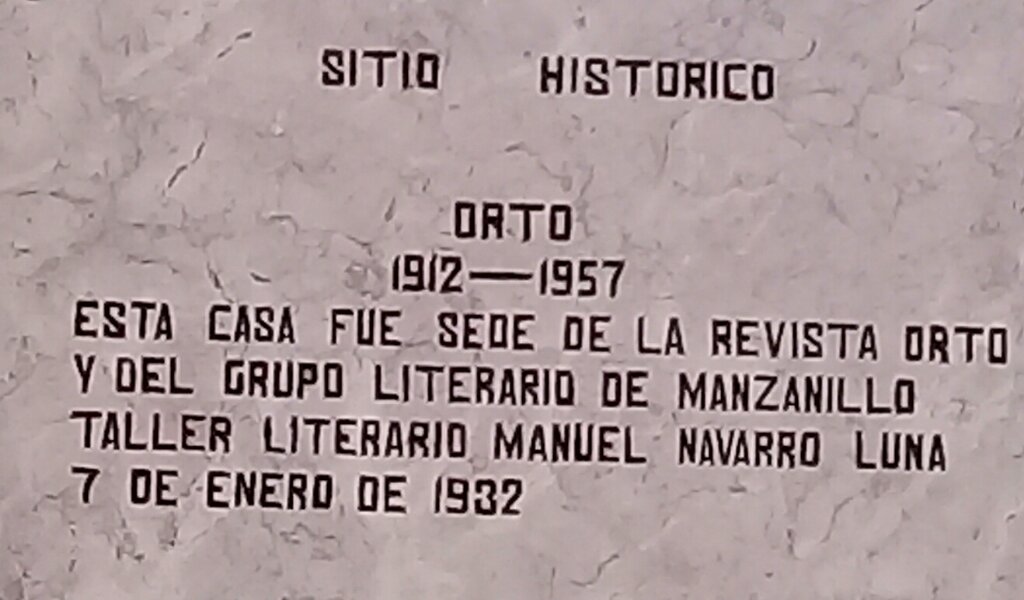 SITIO HISTORICO
ORTO
1912—1957
ESTA CASA FUE SEDE DE LA REVISTA ORTO
Y DEL GRUPO LITERARIO DE MANZANILLO
TALLER LITERARIO MANUEL NAVARRO LUNA
7 DE ENERO DE 1932